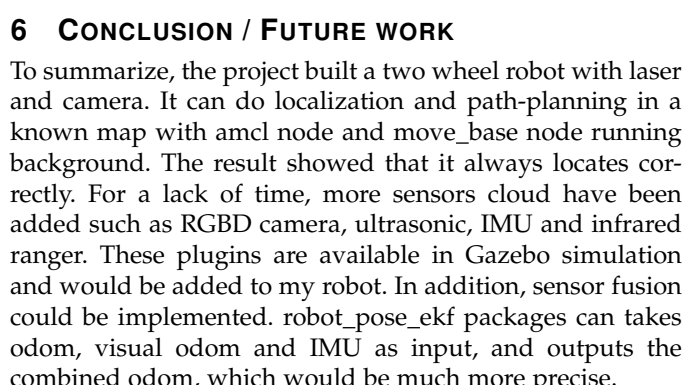 6 CONCLUSION / FUTURE WORK
To summarize, the project built a two wheel robot with laser
and camera. It can do localization and path-planning in a
known map with amcl node and move_base node running
background. The result showed that it always locates cor-
rectly. For a lack of time, more sensors cloud have been
added such as RGBD camera, ultrasonic, IMU and infrared
ranger. These plugins are available in Gazebo simulation
and would be added to my robot. In addition, sensor fusion
could be implemented. robot_pose_ekf packages can takes
odom, visual odom and IMU as input, and outputs the
combined odom, which would be much more precise.